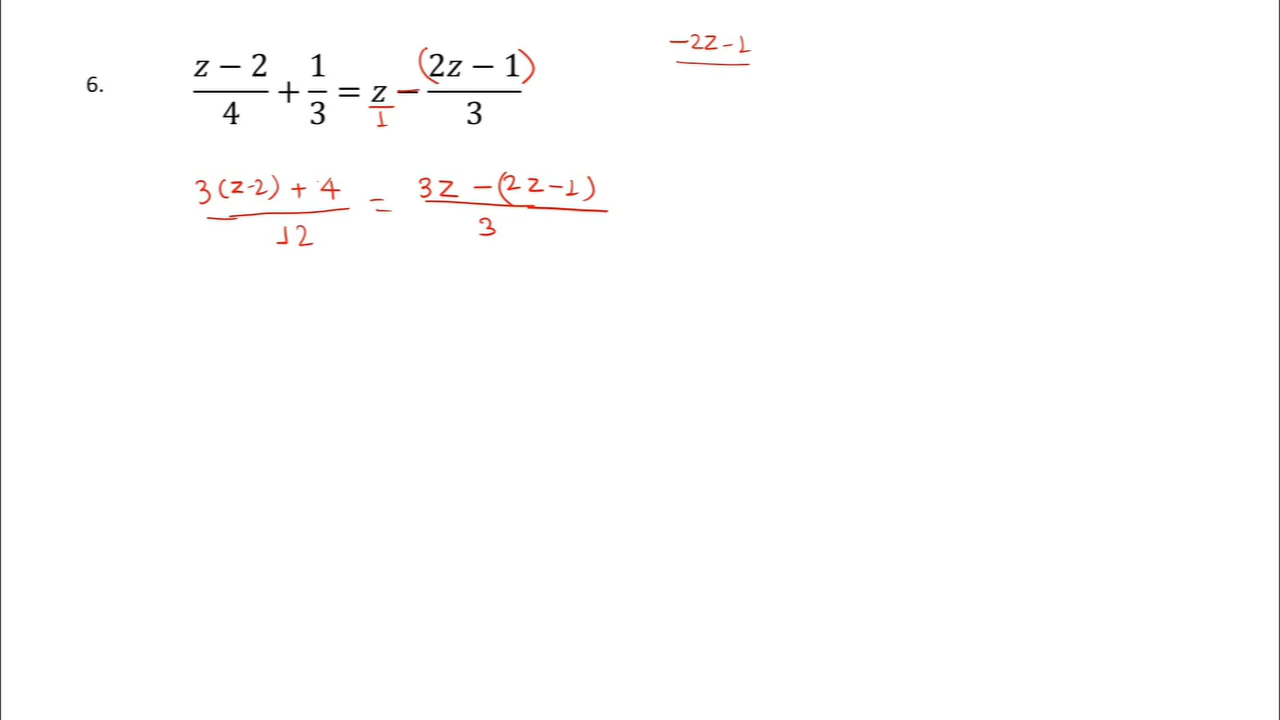 -2z-1
6. (z − 2)/4 + 1/3 = z/1 − (2z − 1)/3
(3(z-2) + 4)/12 = (3z - (2z-1))/3